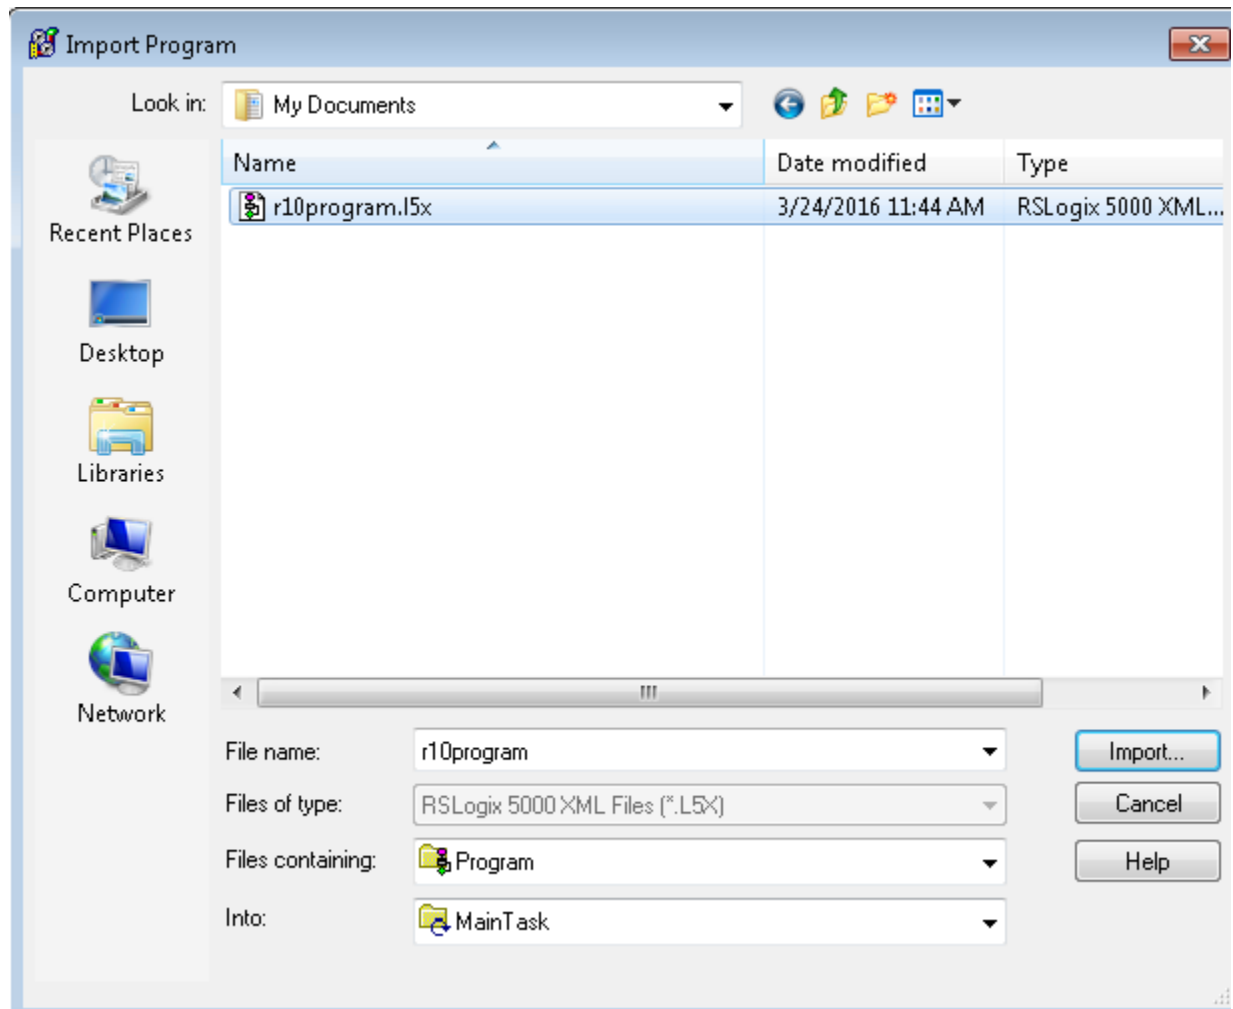 Import Program
Look in: My Documents
Name Date modified Type
r10program.l5x 3/24/2016 11:44 AM RSLogix 5000 XML...
Recent Places
Desktop
Libraries
Computer
Network
File name: r10program Import...
Files of type: RSLogix 5000 XML Files (*.L5X) Cancel
Files containing: Program Help
Into: MainTask